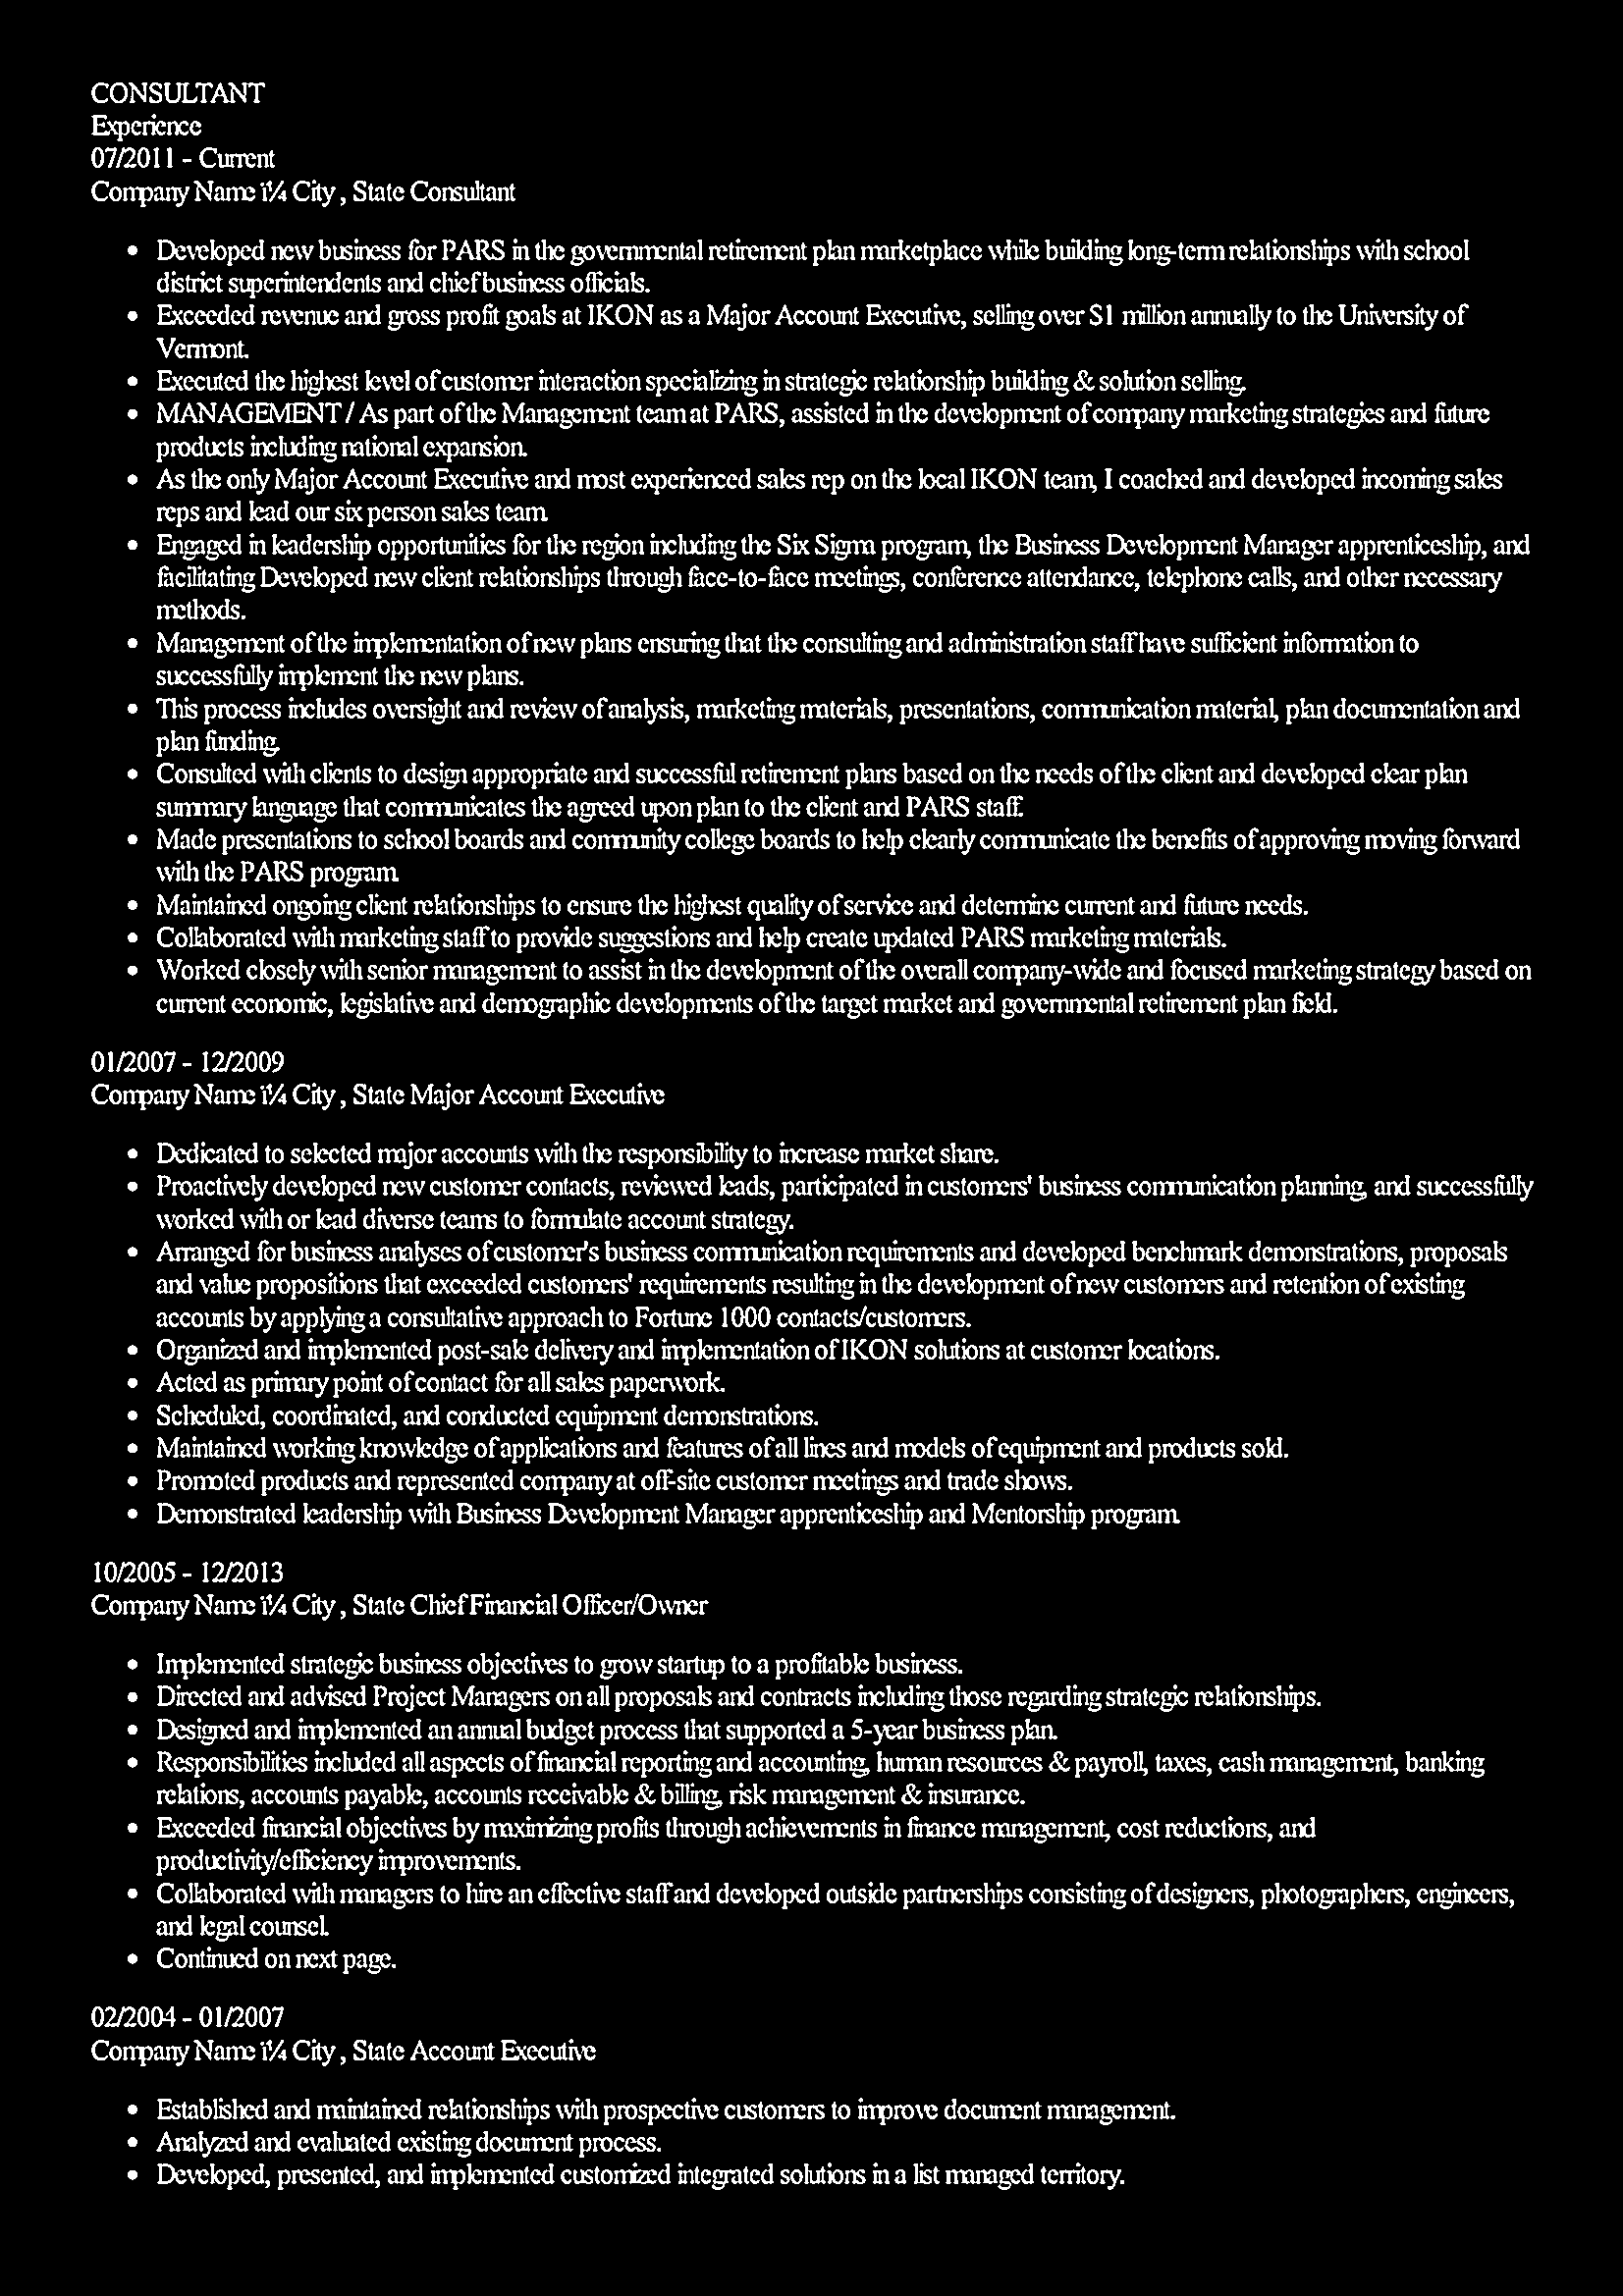 CONSULTANT
Experience
07/2011 - Current
Company Name ï¼ City , State Consultant
• Developed new business for PARS in the governmental retirement plan marketplace while building long-term relationships with school
district superintendents and chief business officials.
• Exceeded revenue and gross profit goals at IKON as a Major Account Executive, selling over $1 million annually to the University of
Vermont.
• Executed the highest level of customer interaction specializing in strategic relationship building & solution selling.
• MANAGEMENT / As part of the Management team at PARS, assisted in the development of company marketing strategies and future
products including national expansion.
• As the only Major Account Executive and most experienced sales rep on the local IKON team, I coached and developed incoming sales
reps and lead our six person sales team.
• Engaged in leadership opportunities for the region including the Six Sigma program, the Business Development Manager apprenticeship, and
facilitating Developed new client relationships through face-to-face meetings, conference attendance, telephone calls, and other necessary
methods.
• Management of the implementation of new plans ensuring that the consulting and administration staff have sufficient information to
successfully implement the new plans.
• This process includes oversight and review of analysis, marketing materials, presentations, communication material, plan documentation and
plan funding.
• Consulted with clients to design appropriate and successful retirement plans based on the needs of the client and developed clear plan
summary language that communicates the agreed upon plan to the client and PARS staff.
• Made presentations to school boards and community college boards to help clearly communicate the benefits of approving moving forward
with the PARS program.
• Maintained ongoing client relationships to ensure the highest quality of service and determine current and future needs.
• Collaborated with marketing staff to provide suggestions and help create updated PARS marketing materials.
• Worked closely with senior management to assist in the development of the overall company-wide and focused marketing strategy based on
current economic, legislative and demographic developments of the target market and governmental retirement plan field.
01/2007 - 12/2009
Company Name ï¼ City , State Major Account Executive
• Dedicated to selected major accounts with the responsibility to increase market share.
• Proactively developed new customer contacts, reviewed leads, participated in customers' business communication planning, and successfully
worked with or lead diverse teams to formulate account strategy.
• Arranged for business analyses of customer's business communication requirements and developed benchmark demonstrations, proposals
and value propositions that exceeded customers' requirements resulting in the development of new customers and retention of existing
accounts by applying a consultative approach to Fortune 1000 contacts/customers.
• Organized and implemented post-sale delivery and implementation of IKON solutions at customer locations.
• Acted as primary point of contact for all sales paperwork.
• Scheduled, coordinated, and conducted equipment demonstrations.
• Maintained working knowledge of applications and features of all lines and models of equipment and products sold.
• Promoted products and represented company at off-site customer meetings and trade shows.
• Demonstrated leadership with Business Development Manager apprenticeship and Mentorship program.
10/2005 - 12/2013
Company Name ï¼ City , State Chief Financial Officer/Owner
• Implemented strategic business objectives to grow startup to a profitable business.
• Directed and advised Project Managers on all proposals and contracts including those regarding strategic relationships.
• Designed and implemented an annual budget process that supported a 5-year business plan.
• Responsibilities included all aspects of financial reporting and accounting, human resources & payroll, taxes, cash management, banking
relations, accounts payable, accounts receivable & billing, risk management & insurance.
• Exceeded financial objectives by maximizing profits through achievements in finance management, cost reductions, and
productivity/efficiency improvements.
• Collaborated with managers to hire an effective staff and developed outside partnerships consisting of designers, photographers, engineers,
and legal counsel.
• Continued on next page.
02/2004 - 01/2007
Company Name ï¼ City , State Account Executive
• Established and maintained relationships with prospective customers to improve document management.
• Analyzed and evaluated existing document process.
• Developed, presented, and implemented customized integrated solutions in a list managed territory.